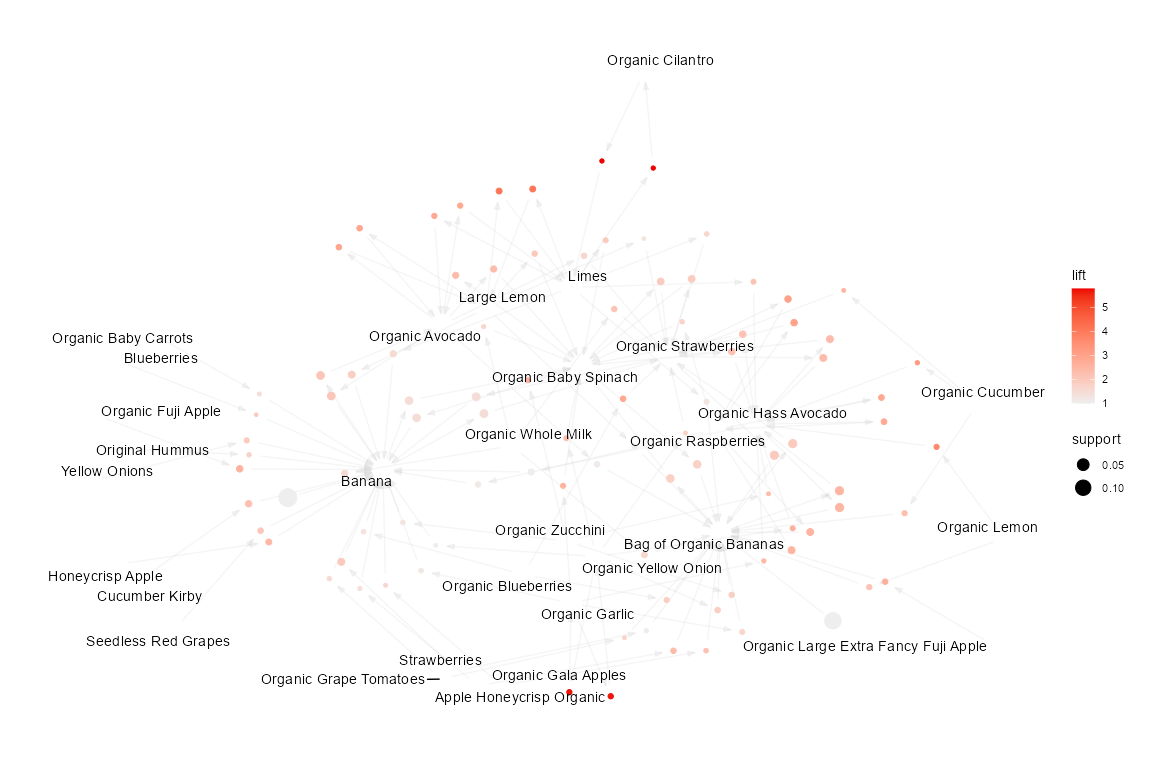 Organic Cilantro
Limes
Large Lemon
Organic Avocado
Organic Baby Carrots
Blueberries
Organic Strawberries
Organic Baby Spinach
Organic Cucumber
Organic Fuji Apple
Organic Hass Avocado
Organic Whole Milk
Organic Raspberries
Original Hummus
Yellow Onions
Banana
Organic Zucchini
Organic Lemon
Bag of Organic Bananas
Organic Yellow Onion
Honeycrisp Apple
Organic Blueberries
Cucumber Kirby
Organic Garlic
Seedless Red Grapes
Organic Large Extra Fancy Fuji Apple
Strawberries
Organic Grape Tomatoes
Organic Gala Apples
Apple Honeycrisp Organic
lift
5
4
3
2
1
support
0.05
0.10